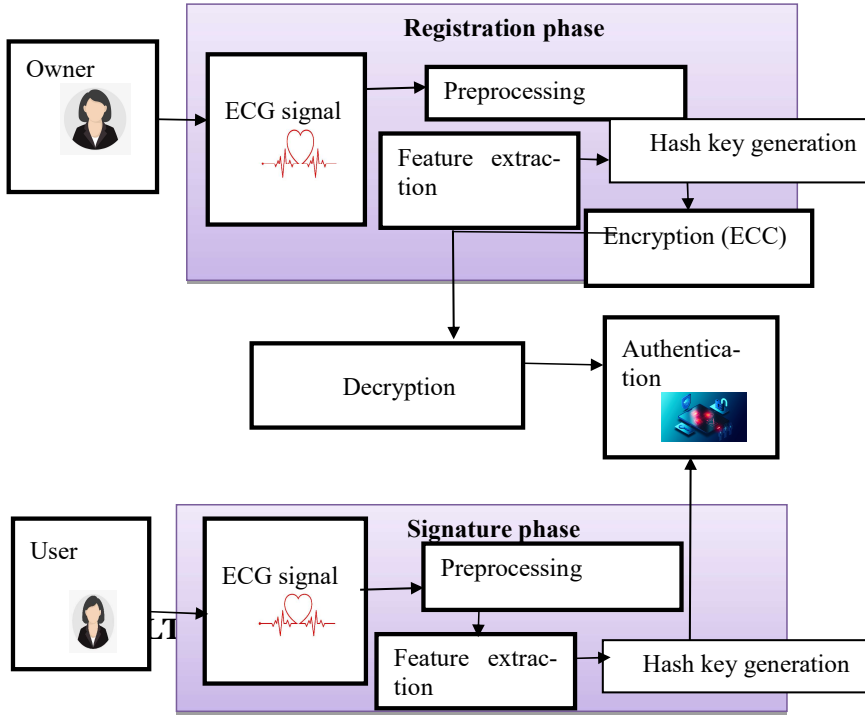 Registration phase
Owner
ECG signal
Preprocessing
Hash key generation
Feature extrac-
tion
Encryption (ECC)
Decryption
Authentica-
tion
Signature phase
User
ECG signal
Preprocessing
LT
Feature extrac-
tion
Hash key generation